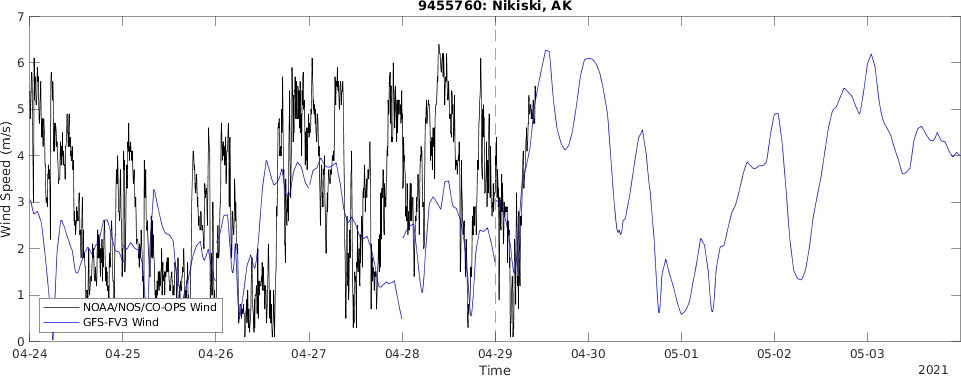 9455760: Nikiski, AK
7
6
5
4
3
2
1
0
Wind Speed (m/s)
NOAA/NOS/CO-OPS Wind
GFS-FV3 Wind
04-24 04-25 04-26 04-27 04-28 04-29 04-30 05-01 05-02 05-03
Time
2021